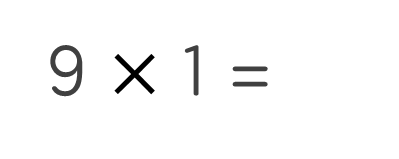 9 × 1 =